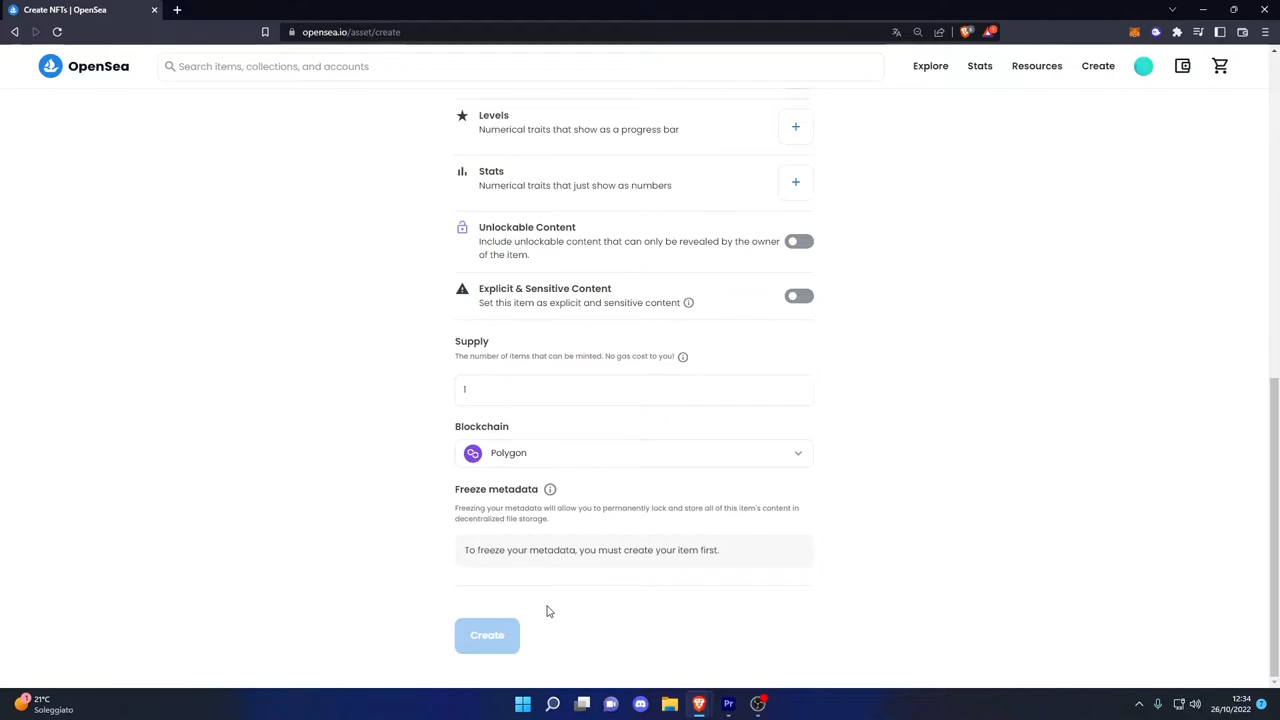 Create NFTs | OpenSea
opensea.io/asset/create
OpenSea
Search items, collections, and accounts
Explore
Stats
Resources
Create
Levels
Numerical traits that show as a progress bar
Stats
Numerical traits that just show as numbers
Unlockable Content
Include unlockable content that can only be revealed by the owner
of the item.
Explicit & Sensitive Content
Set this item as explicit and sensitive content
Supply
The number of items that can be minted. No gas cost to you!
1
Blockchain
Polygon
Freeze metadata
Freezing your metadata will allow you to permanently lock and store all of this item's content in
decentralized file storage.
To freeze your metadata, you must create your item first.
Create
21°C
Soleggiato
Pr
12:34
26/10/2022